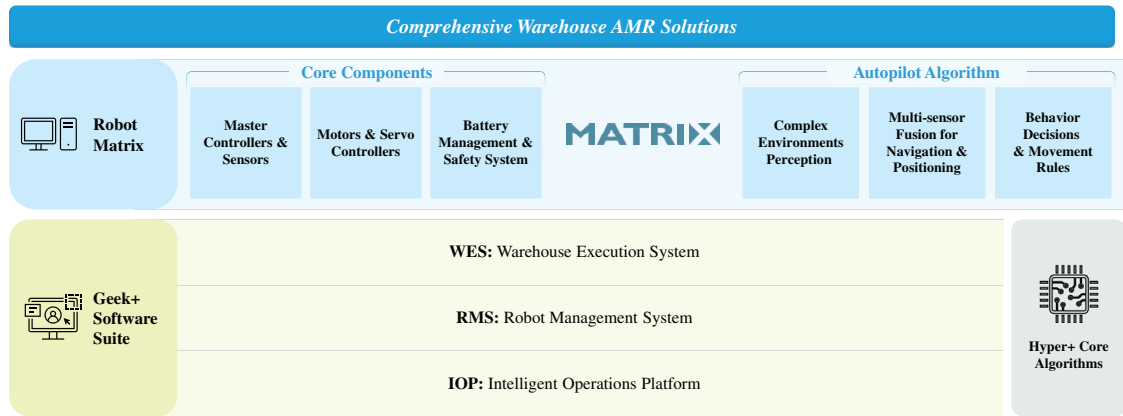 Comprehensive Warehouse AMR Solutions
Robot
Matrix
Core Components
Master
Controllers &
Sensors
Motors & Servo
Controllers
Battery
Management &
Safety System
MATRIX
Autopilot Algorithm
Complex
Environments
Perception
Multi-sensor
Fusion for
Navigation &
Positioning
Behavior
Decisions
& Movement
Rules
Geek+
Software
Suite
WES: Warehouse Execution System
RMS: Robot Management System
IOP: Intelligent Operations Platform
Hyper+ Core
Algorithms